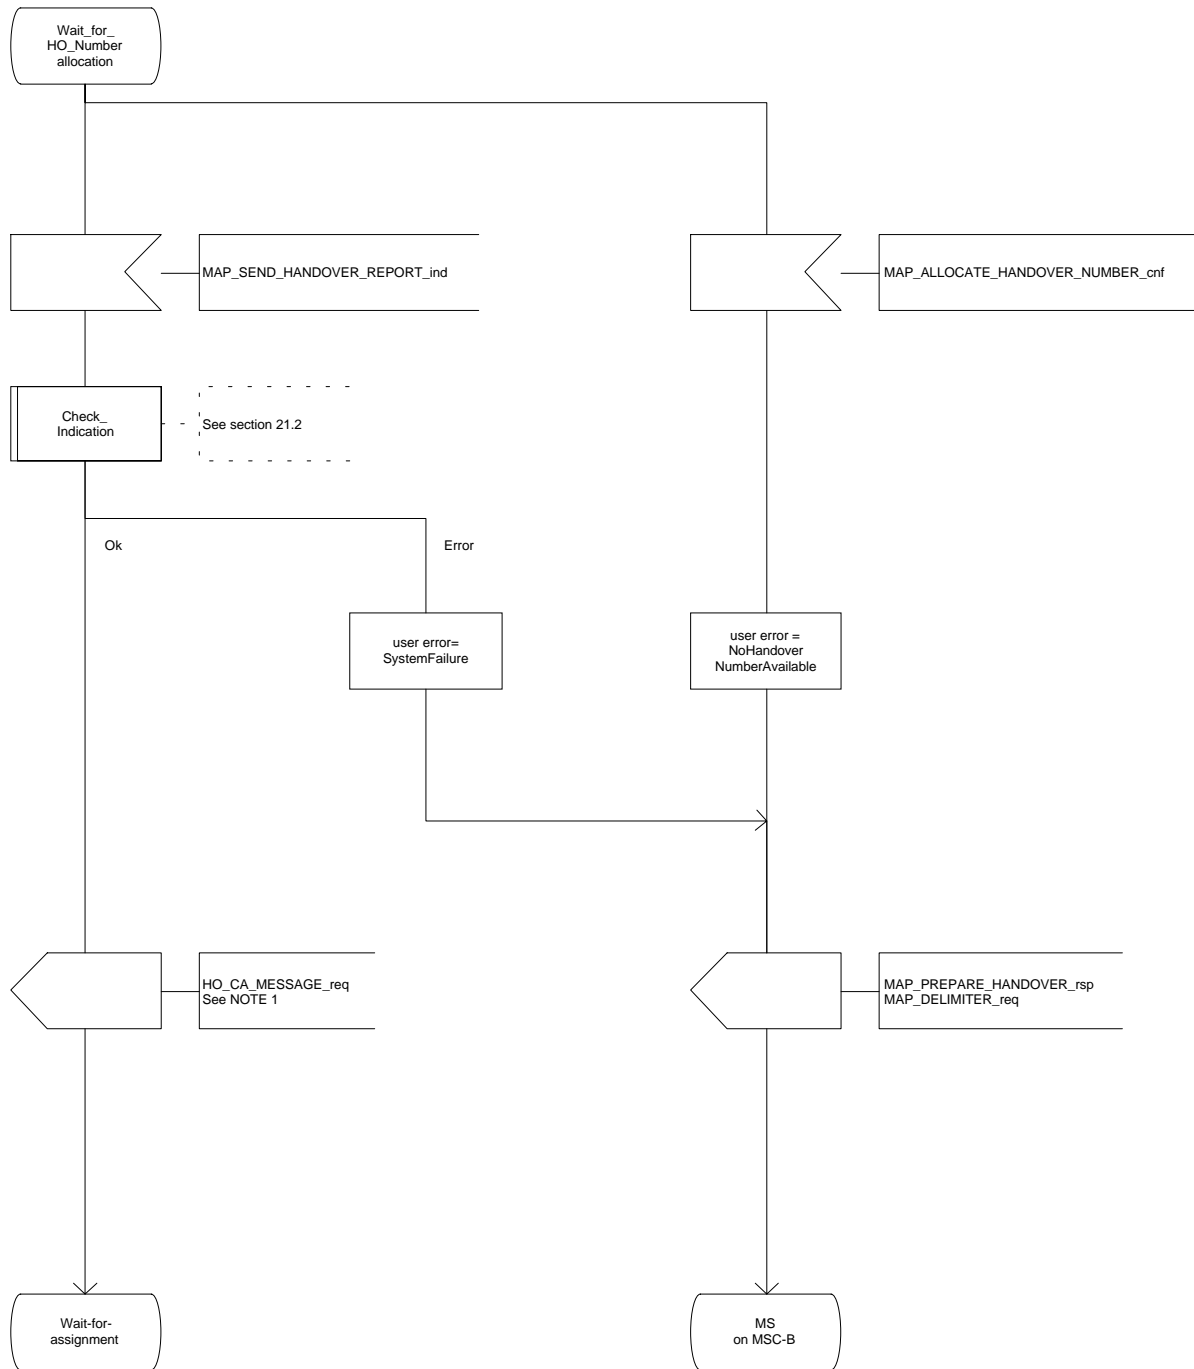 Wait_for_
HO_Number
allocation
MAP_SEND_HANDOVER_REPORT_ind
MAP_ALLOCATE_HANDOVER_NUMBER_cnf
Check_
Indication
See section 21.2
Ok
Error
user error=
SystemFailure
user error =
NoHandover
NumberAvailable
HO_CA_MESSAGE_req
See NOTE 1
MAP_PREPARE_HANDOVER_rsp
MAP_DELIMITER_req
Wait-for-
assignment
MS
on MSC-B